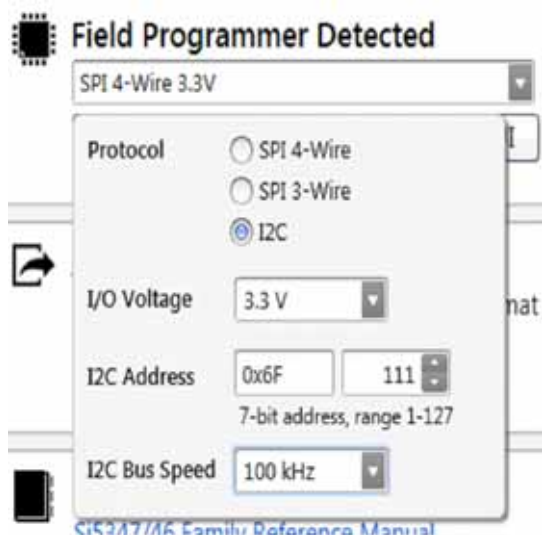 Field Programmer Detected
SPI 4-Wire 3.3V
Protocol
SPI 4-Wire
SPI 3-Wire
I2C
I/O Voltage 3.3 V
mat
I2C Address 0x6F 111
7-bit address, range 1-127
I2C Bus Speed 100 kHz
Si5347/46 Family Reference Manual